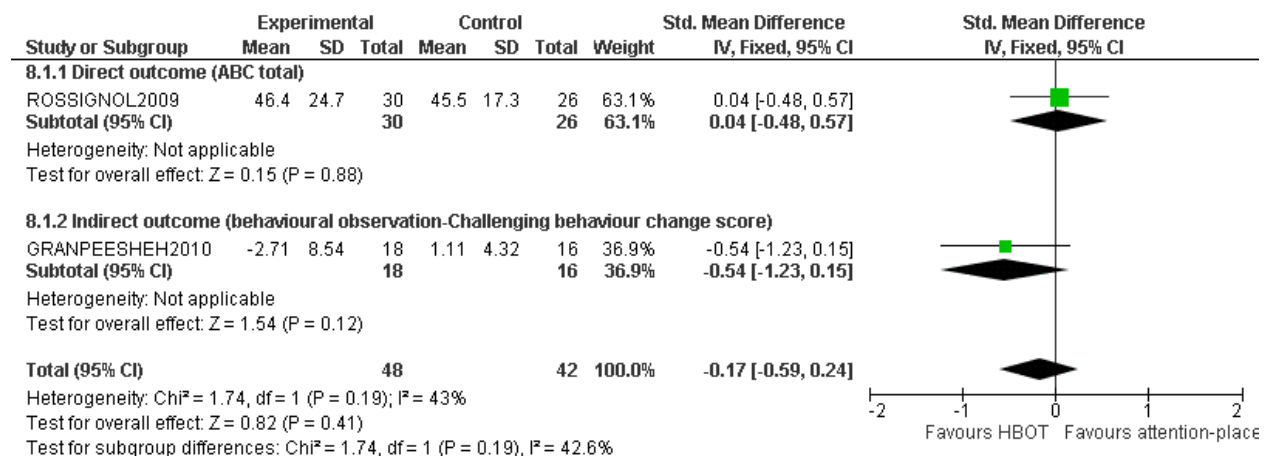 Experimental Control Std. Mean Difference Std. Mean Difference
Study or Subgroup Mean SD Total Mean SD Total Weight IV, Fixed, 95% CI IV, Fixed, 95% CI
8.1.1 Direct outcome (ABC total)
ROSSIGNOL2009 46.4 24.7 30 45.5 17.3 26 63.1% 0.04 [-0.48, 0.57]
Subtotal (95% CI) 30 26 63.1% 0.04 [-0.48, 0.57]
Heterogeneity: Not applicable
Test for overall effect: Z = 0.15 (P = 0.88)
8.1.2 Indirect outcome (behavioural observation-Challenging behaviour change score)
GRANPEESHEH2010 -2.71 8.54 18 1.11 4.32 16 36.9% -0.54 [-1.23, 0.15]
Subtotal (95% CI) 18 16 36.9% -0.54 [-1.23, 0.15]
Heterogeneity: Not applicable
Test for overall effect: Z = 1.54 (P = 0.12)
Total (95% CI) 48 42 100.0% -0.17 [-0.59, 0.24]
Heterogeneity: Chi² = 1.74, df = 1 (P = 0.19); I² = 43%
Test for overall effect: Z = 0.82 (P = 0.41)
Test for subgroup differences: Chi² = 1.74, df = 1 (P = 0.19), I² = 42.6%
-2 -1 0 1 2
Favours HBOT Favours attention-place